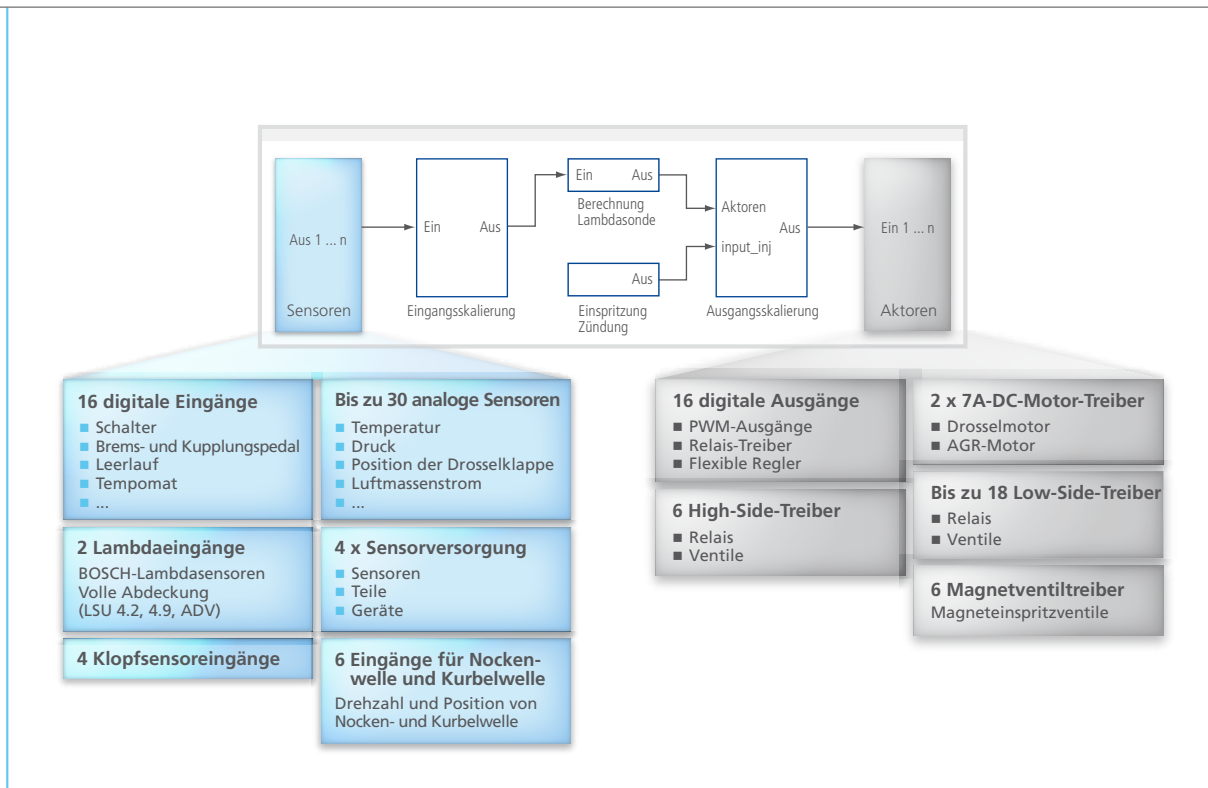 Aus 1 ... n
Sensoren
Ein
Aus
Eingangsskalierung
Ein
Aus
Berechnung
Lambdasonde
Aus
Einspritzung
Zündung
Aktoren
input_inj
Aus
Ausgangsskalierung
Ein 1 ... n
Aktoren
16 digitale Eingänge
Schalter
Brems- und Kupplungspedal
Leerlauf
Tempomat
...
2 Lambdaeingänge
BOSCH-Lambdasensoren
Volle Abdeckung
(LSU 4.2, 4.9, ADV)
4 Klopfsensoreingänge
Bis zu 30 analoge Sensoren
Temperatur
Druck
Position der Drosselklappe
Luftmassenstrom
...
4 x Sensorversorgung
Sensoren
Teile
Geräte
6 Eingänge für Nocken-
welle und Kurbelwelle
Drehzahl und Position von
Nocken- und Kurbelwelle
16 digitale Ausgänge
PWM-Ausgänge
Relais-Treiber
Flexible Regler
6 High-Side-Treiber
Relais
Ventile
2 x 7A-DC-Motor-Treiber
Drosselmotor
AGR-Motor
Bis zu 18 Low-Side-Treiber
Relais
Ventile
6 Magnetventiltreiber
Magneteinspritzventile